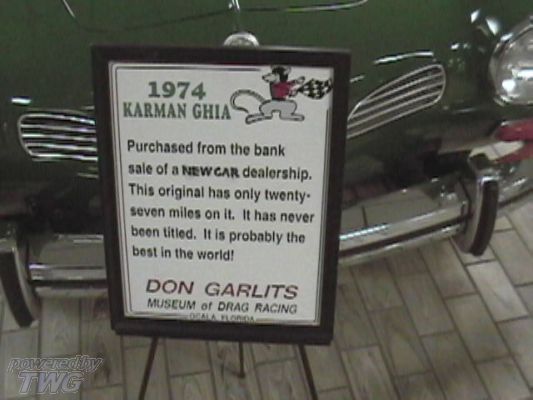 1974
KARMAN GHIA
Purchased from the bank
sale of a NEW CAR dealership.
This original has only twenty-
seven miles on it. It has never
been titled. It is probably the
best in the world!
DON GARLITS
MUSEUM of DRAG RACING
OCALA, FLORIDA
powered by
TWG